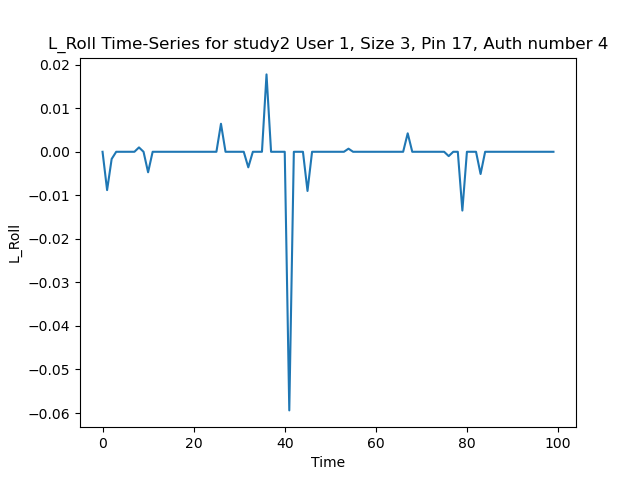 L_Roll Time-Series for study2 User 1, Size 3, Pin 17, Auth number 4
0.02
0.01
0.00
−0.01
−0.02
−0.03
−0.04
−0.05
−0.06
L_Roll
0 20 40 60 80 100
Time